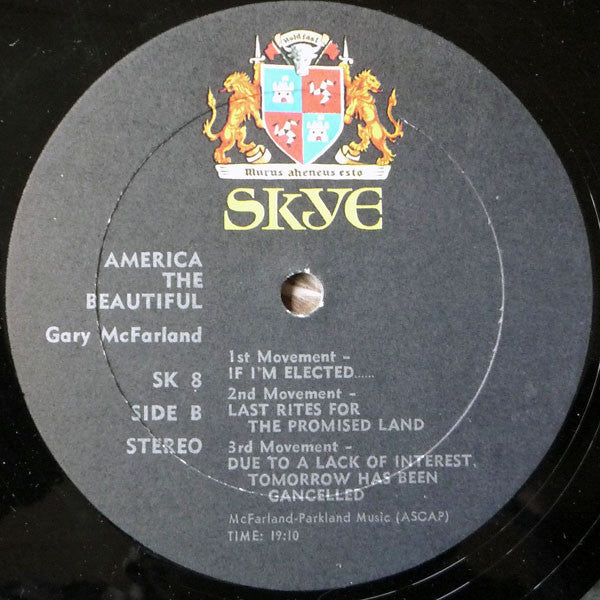 Hold fast
Murus aheneus esto
SKYE
AMERICA
THE
BEAUTIFUL
Gary McFarland
SK 8
SIDE B
STEREO
1st Movement –
IF I'M ELECTED......
2nd Movement –
LAST RITES FOR
THE PROMISED LAND
3rd Movement –
DUE TO A LACK OF INTEREST,
TOMORROW HAS BEEN
CANCELLED
McFarland-Parkland Music (ASCAP)
TIME: 19:10